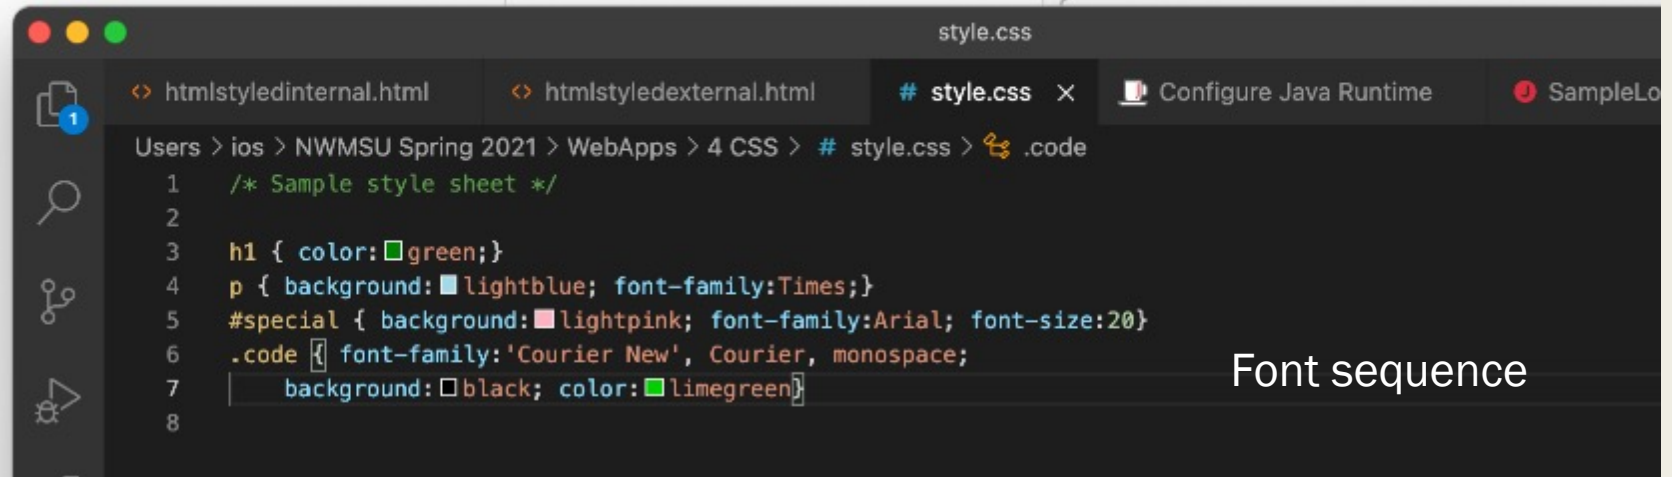 style.css
htmlstyledinternal.html htmlstyledexternal.html # style.css × Configure Java Runtime J SampleLo
1
Users > ios > NWMSU Spring 2021 > WebApps > 4 CSS > # style.css > .code
1 /* Sample style sheet */
2
3 h1 { color:green;}
4 p { background:lightblue; font-family:Times;}
5 #special { background:lightpink; font-family:Arial; font-size:20}
6 .code { font-family:'Courier New', Courier, monospace;
Font sequence
7 background:black; color:limegreen}
8